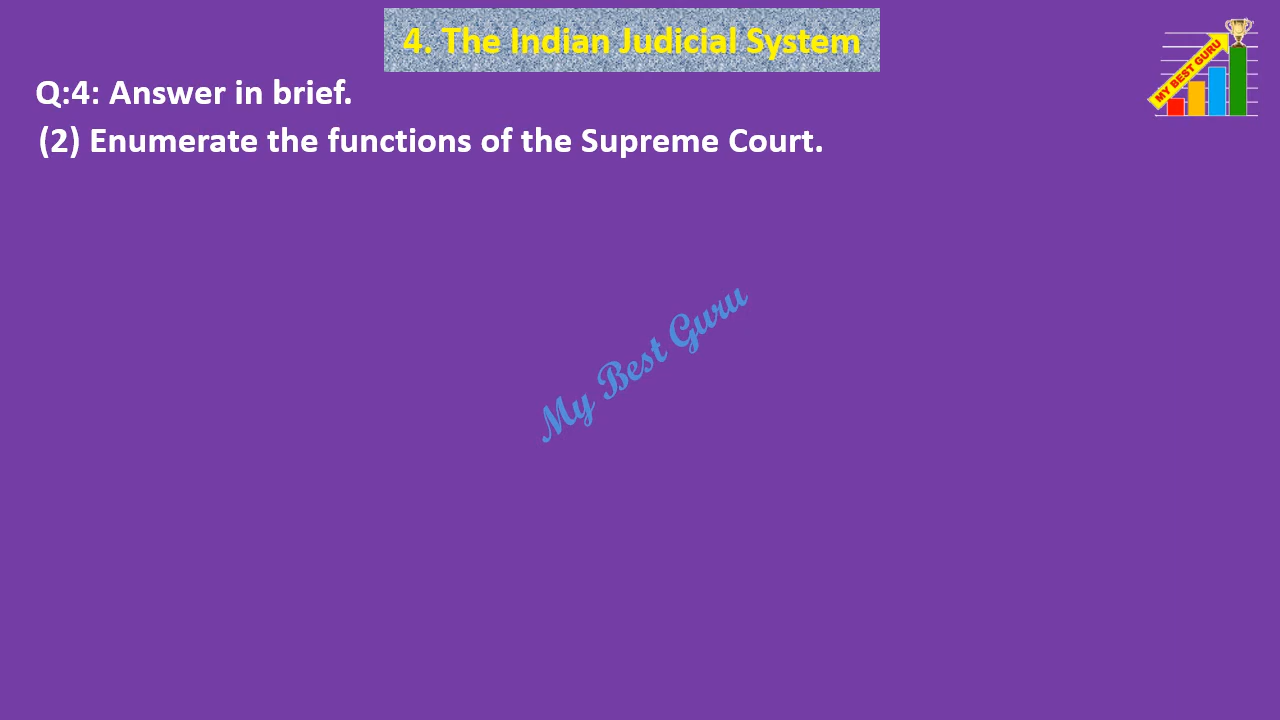 4. The Indian Judicial System
MY BEST GURU
Q:4: Answer in brief.
(2) Enumerate the functions of the Supreme Court.
My Best Guru